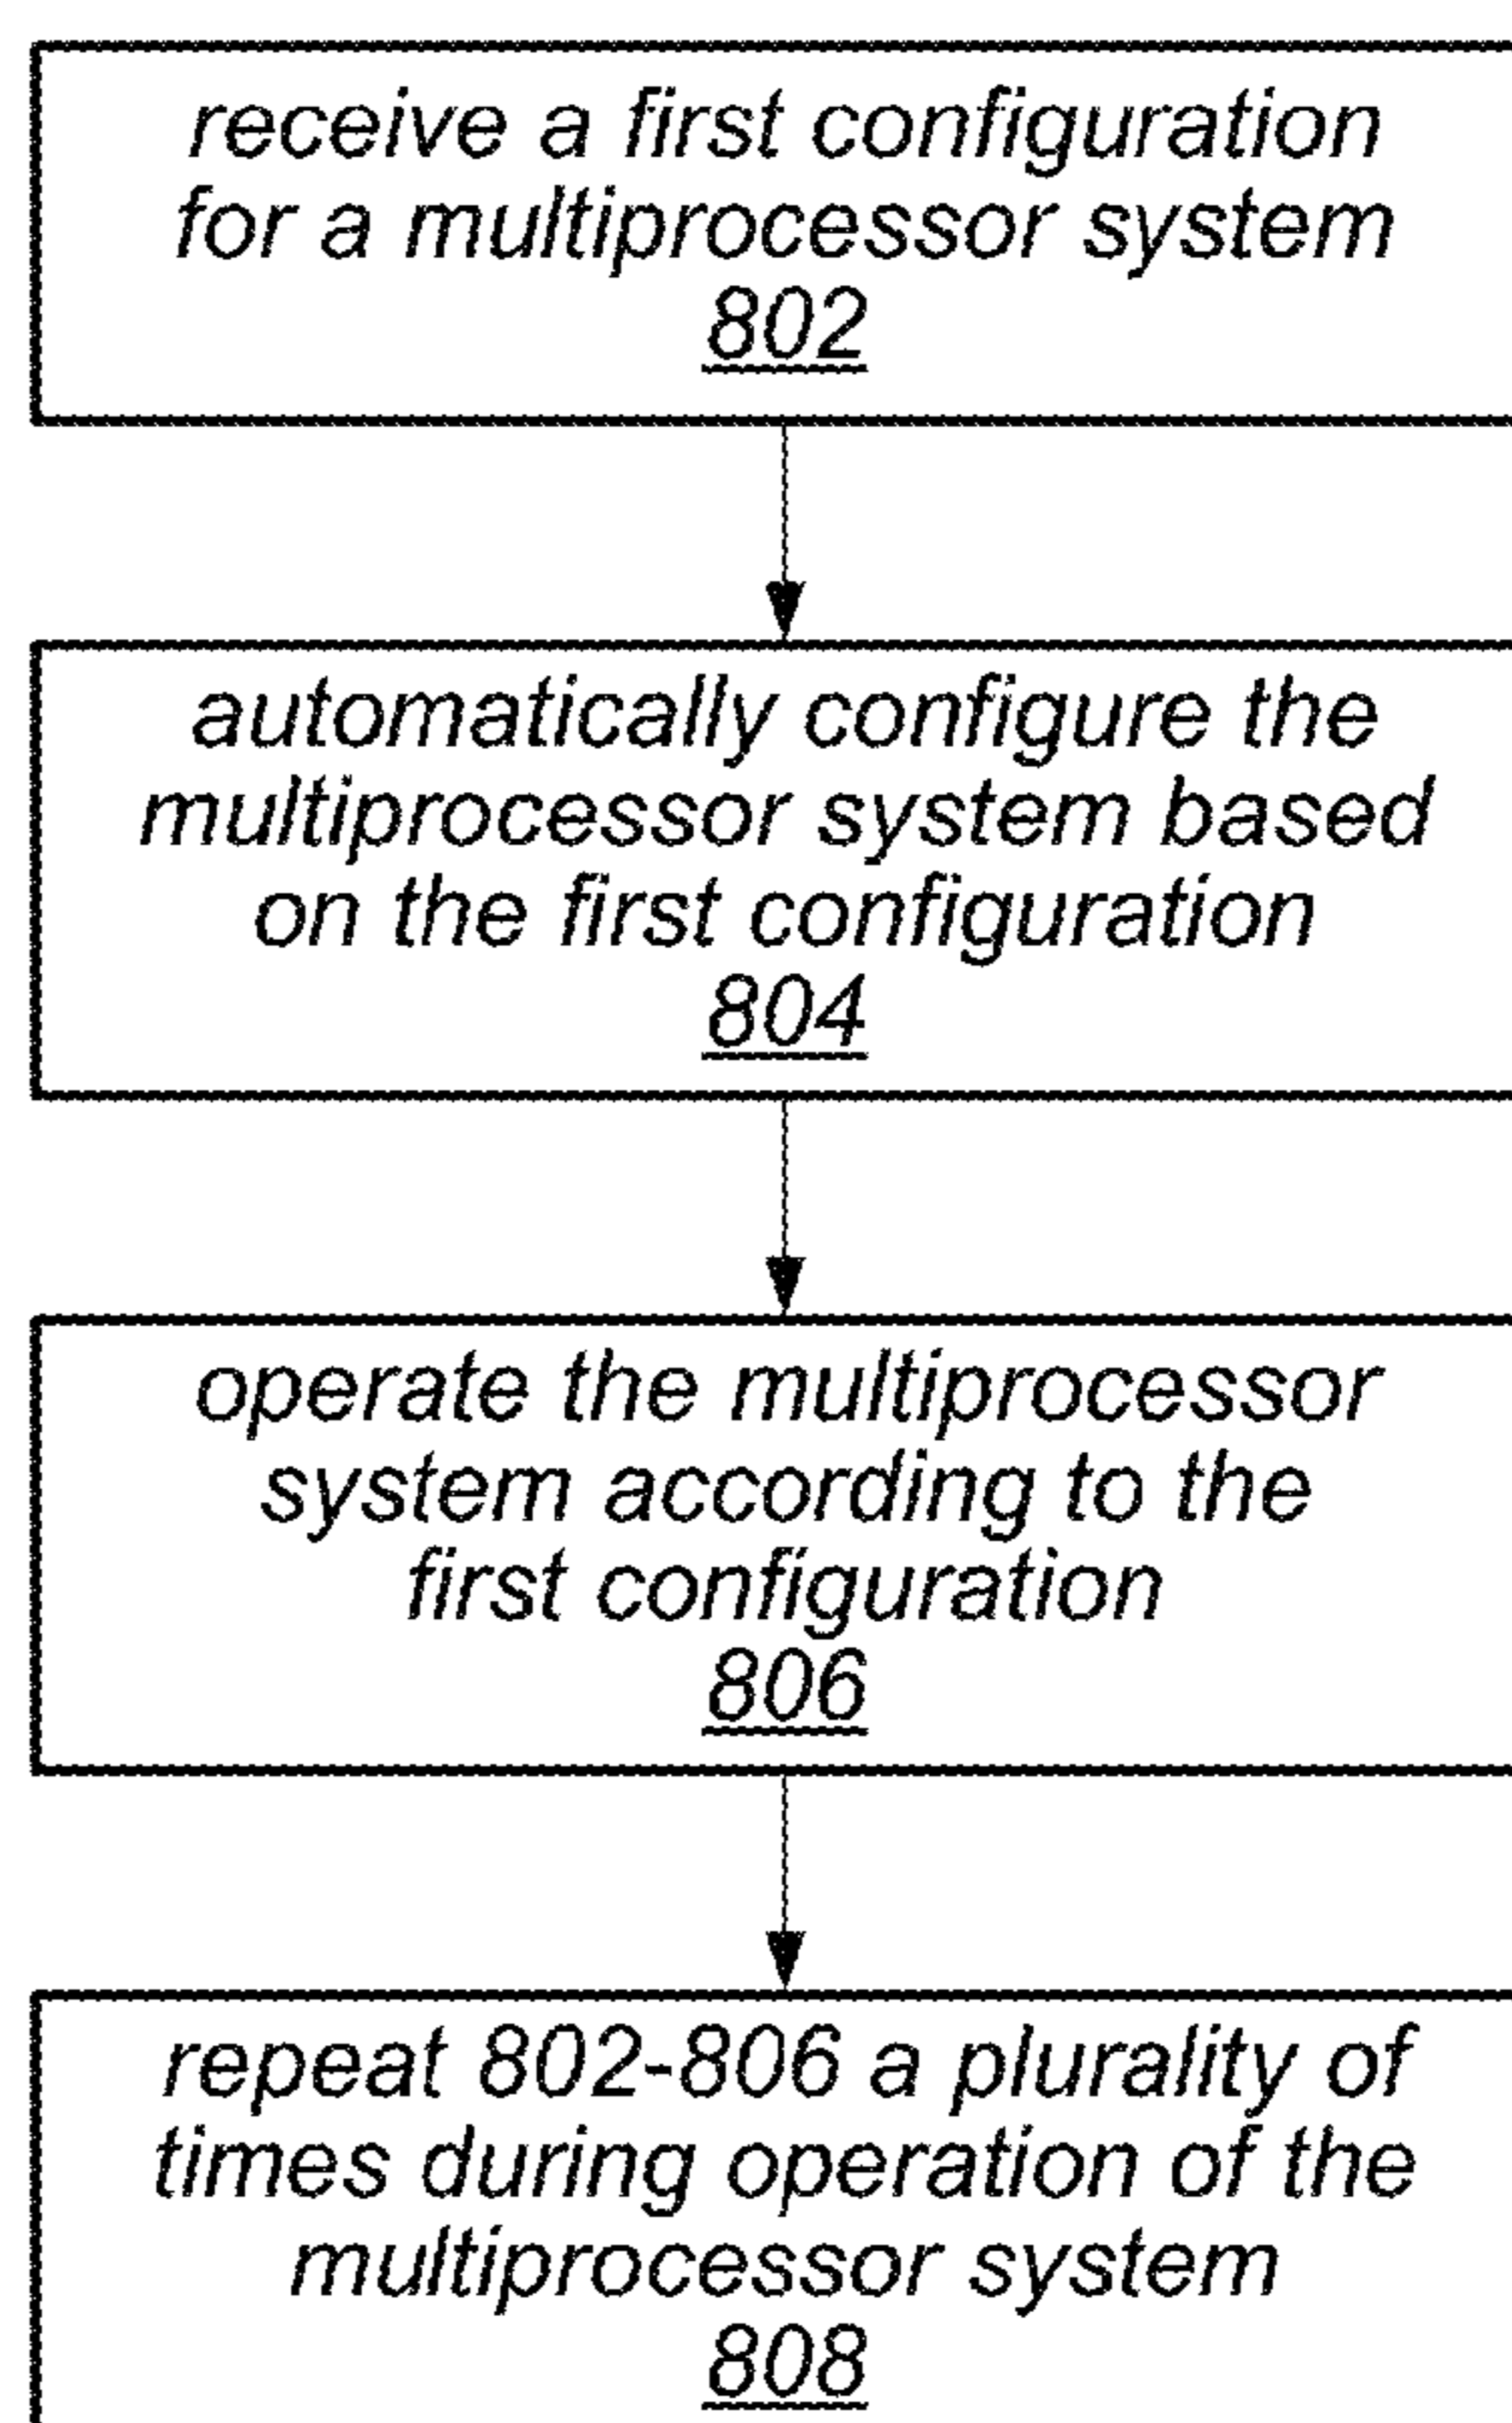 receive a first configuration
for a multiprocessor system
802
automatically configure the
multiprocessor system based
on the first configuration
804
operate the multiprocessor
system according to the
first configuration
806
repeat 802-806 a plurality of
times during operation of the
multiprocessor system
808